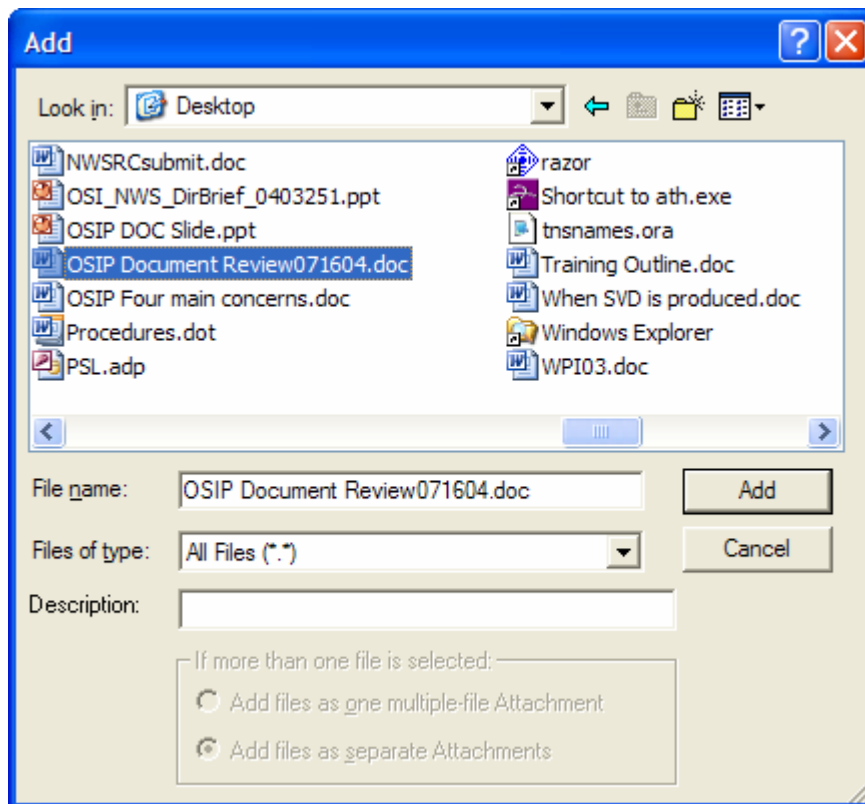 Add
Look in: Desktop
NWSRCsubmit.doc
OSI_NWS_DirBrief_0403251.ppt
OSIP DOC Slide.ppt
OSIP Document Review071604.doc
OSIP Four main concerns.doc
Procedures.dot
PSL.adp
razor
Shortcut to ath.exe
tnsnames.ora
Training Outline.doc
When SVD is produced.doc
Windows Explorer
WPI03.doc
File name: OSIP Document Review071604.doc Add
Files of type: All Files (*.*) Cancel
Description:
If more than one file is selected:
Add files as one multiple-file Attachment
Add files as separate Attachments